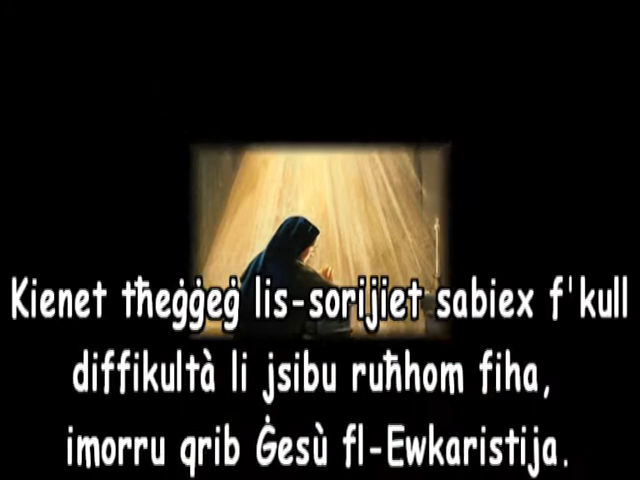 Kienet tħeġġeġ lis-sorijiet sabiex f'kull
diffikultà li jsibu ruħhom fiha,
imorru qrib Ġesù fl-Ewkaristija.